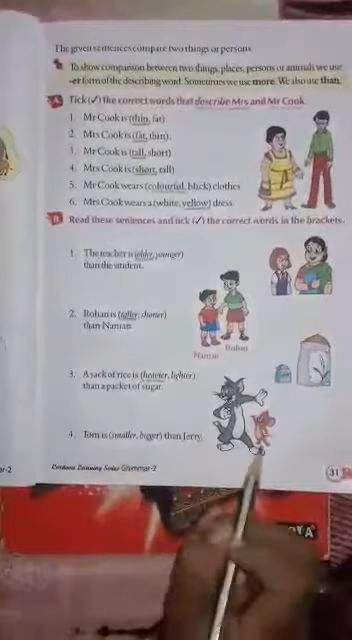 The given sentences compare two things or persons
To show comparison between two things, places, persons or animals we use
-er form of the describing word. Sometimes we use more. We also use than.
A Tick (✓) the correct words that describe Mrs and Mr Cook.
1. Mr Cook is (thin, fat).
2. Mrs Cook is (fat, thin).
3. Mr Cook is (tall, short).
4. Mrs Cook is (short, tall)
5. Mr Cook wears (colourful, black) clothes
6. Mrs Cook wears a (white, yellow) dress.
B Read these sentences and tick (✓) the correct words in the brackets.
1. The teacher is (older, younger)
than the student.
2. Rohan is (taller, shorter)
than Naman.
Rohan
Naman
3. A sack of rice is (heavier, lighter)
than a packet of sugar.
4. Tom is (smaller, bigger) than Jerry.
ar-2
Cordova Learning Series Grammar-2
31